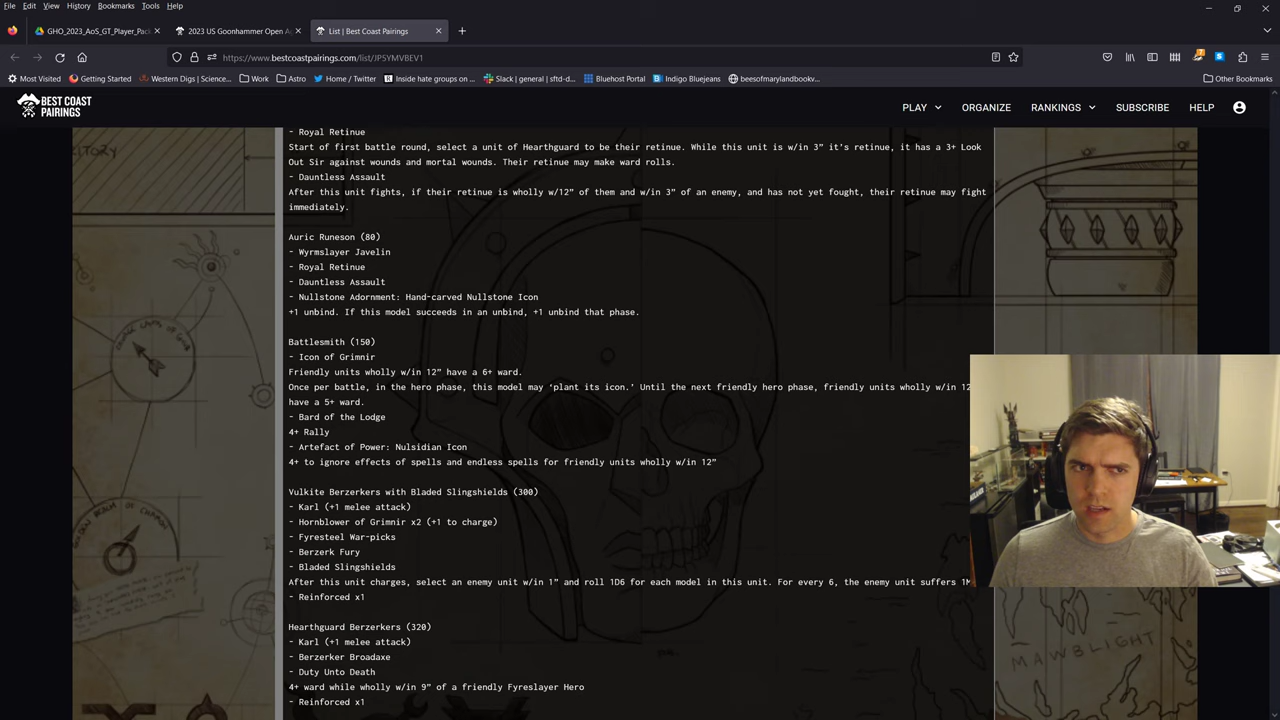 File Edit View History Bookmarks Tools Help
GHO_2023_AoS_GT_Player_Pack 2023 US Goonhammer Open A List | Best Coast Pairings
https://www.bestcoastpairings.com/list/JP5YMVBEV1
Most Visited Getting Started Western Digs | Science... Work Astro Home / Twitter Inside hate groups on ... Slack | general | sftd-d... Bluehost Portal Indigo Bluejeans beesofmarylandbookv... Other Bookmarks
BEST COAST PAIRINGS PLAY ORGANIZE RANKINGS SUBSCRIBE HELP
- Royal Retinue
Start of first battle round, select a unit of Hearthguard to be their retinue. While this unit is w/in 3” it’s retinue, it has a 3+ Look
Out Sir against wounds and mortal wounds. Their retinue may make ward rolls.
- Dauntless Assault
After this unit fights, if their retinue is wholly w/12” of them and w/in 3” of an enemy, and has not yet fought, their retinue may fight
immediately.
Auric Runeson (80)
- Wyrmslayer Javelin
- Royal Retinue
- Dauntless Assault
- Nullstone Adornment: Hand-carved Nullstone Icon
+1 unbind. If this model succeeds in an unbind, +1 unbind that phase.
Battlesmith (150)
- Icon of Grimnir
Friendly units wholly w/in 12” have a 6+ ward.
Once per battle, in the hero phase, this model may ‘plant its icon.’ Until the next friendly hero phase, friendly units wholly w/in 12
have a 5+ ward.
- Bard of the Lodge
4+ Rally
- Artefact of Power: Nulsidian Icon
4+ to ignore effects of spells and endless spells for friendly units wholly w/in 12”
Vulkite Berzerkers with Bladed Slingshields (300)
- Karl (+1 melee attack)
- Hornblower of Grimnir x2 (+1 to charge)
- Fyresteel War-picks
- Berzerk Fury
- Bladed Slingshields
After this unit charges, select an enemy unit w/in 1” and roll 1D6 for each model in this unit. For every 6, the enemy unit suffers 1M
- Reinforced x1
Hearthguard Berzerkers (320)
- Karl (+1 melee attack)
- Berzerker Broadaxe
- Duty Unto Death
4+ ward while wholly w/in 9” of a friendly Fyreslayer Hero
- Reinforced x1
MAWBLIGHT